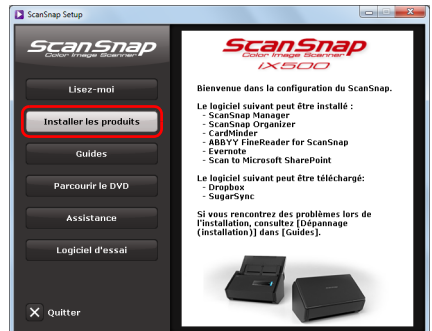 ScanSnap Setup
ScanSnap
Color Image Scanner
Lisez-moi
Installer les produits
Guides
Parcourir le DVD
Assistance
Logiciel d'essai
Quitter
ScanSnap
Color Image Scanner
iX500
Bienvenue dans la configuration du ScanSnap.
Le logiciel suivant peut être installé :
- ScanSnap Manager
- ScanSnap Organizer
- CardMinder
- ABBYY FineReader for ScanSnap
- Evernote
- Scan to Microsoft SharePoint
Le logiciel suivant peut être téléchargé:
- Dropbox
- SugarSync
Si vous rencontrez des problèmes lors de
l'installation, consultez [Dépannage
(installation)] dans [Guides].